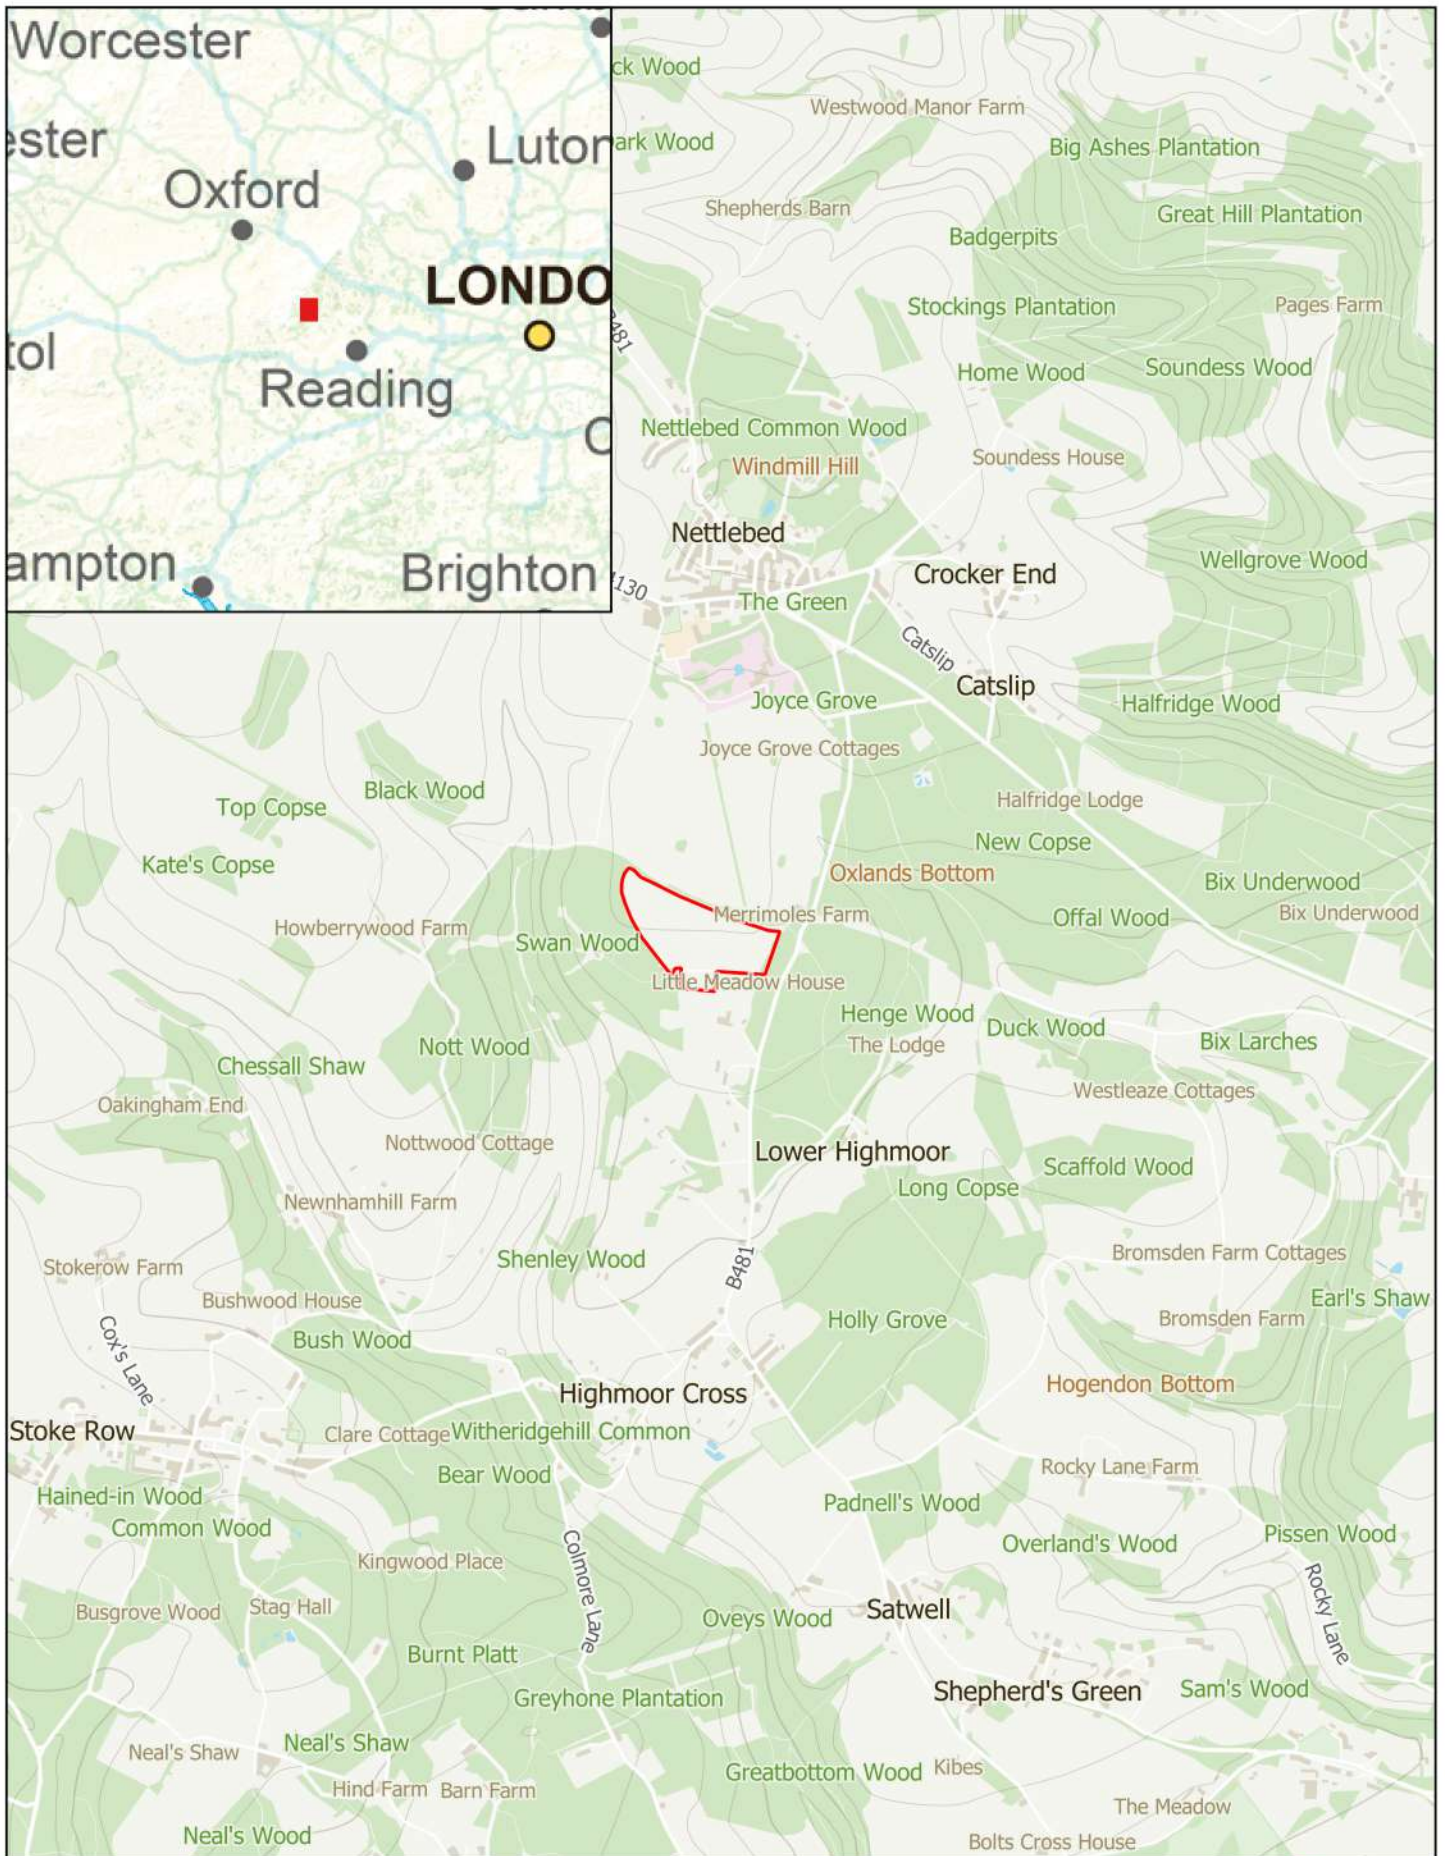 Worcester
ester
Luton
Oxford
LONDO
tol
Reading
C
ampton
Brighton
ck Wood
Westwood Manor Farm
ark Wood
Big Ashes Plantation
Shepherds Barn
Great Hill Plantation
Badgerpits
Stockings Plantation
Pages Farm
B481
Home Wood
Soundess Wood
Nettlebed Common Wood
Windmill Hill
Soundess House
Nettlebed
Wellgrove Wood
Crocker End
130
The Green
Catslip
Catslip
Joyce Grove
Halfridge Wood
Joyce Grove Cottages
Black Wood
Top Copse
Halfridge Lodge
New Copse
Kate's Copse
Oxlands Bottom
Bix Underwood
Merrimoles Farm
Offal Wood
Bix Underwood
Howberrywood Farm
Swan Wood
Little Meadow House
Henge Wood
Duck Wood
Nott Wood
The Lodge
Bix Larches
Chessall Shaw
Westleaze Cottages
Oakingham End
Nottwood Cottage
Lower Highmoor
Scaffold Wood
Long Copse
Newnhamhill Farm
Shenley Wood
Bromsden Farm Cottages
Stokerow Farm
B481
Bushwood House
Earl's Shaw
Holly Grove
Bromsden Farm
Bush Wood
Cox's Lane
Hogendon Bottom
Highmoor Cross
Stoke Row
Clare Cottage
Witheridgehill Common
Bear Wood
Rocky Lane Farm
Hained-in Wood
Padnell's Wood
Common Wood
Overland's Wood
Pissen Wood
Kingwood Place
Colmore Lane
Rocky Lane
Busgrove Wood
Stag Hall
Oveys Wood
Satwell
Burnt Platt
Shepherd's Green
Sam's Wood
Greyhone Plantation
Neal's Shaw
Neal's Shaw
Greatbottom Wood
Kibes
Hind Farm
Barn Farm
The Meadow
Neal's Wood
Bolts Cross House